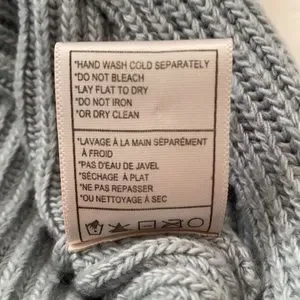 *HAND WASH COLD SEPARATELY
*DO NOT BLEACH
*LAY FLAT TO DRY
*DO NOT IRON
*OR DRY CLEAN
*LAVAGE À LA MAIN SÉPARÉMENT
À FROID
*PAS D'EAU DE JAVEL
*SÉCHAGE À PLAT
*NE PAS REPASSER
*OU NETTOYAGE À SEC